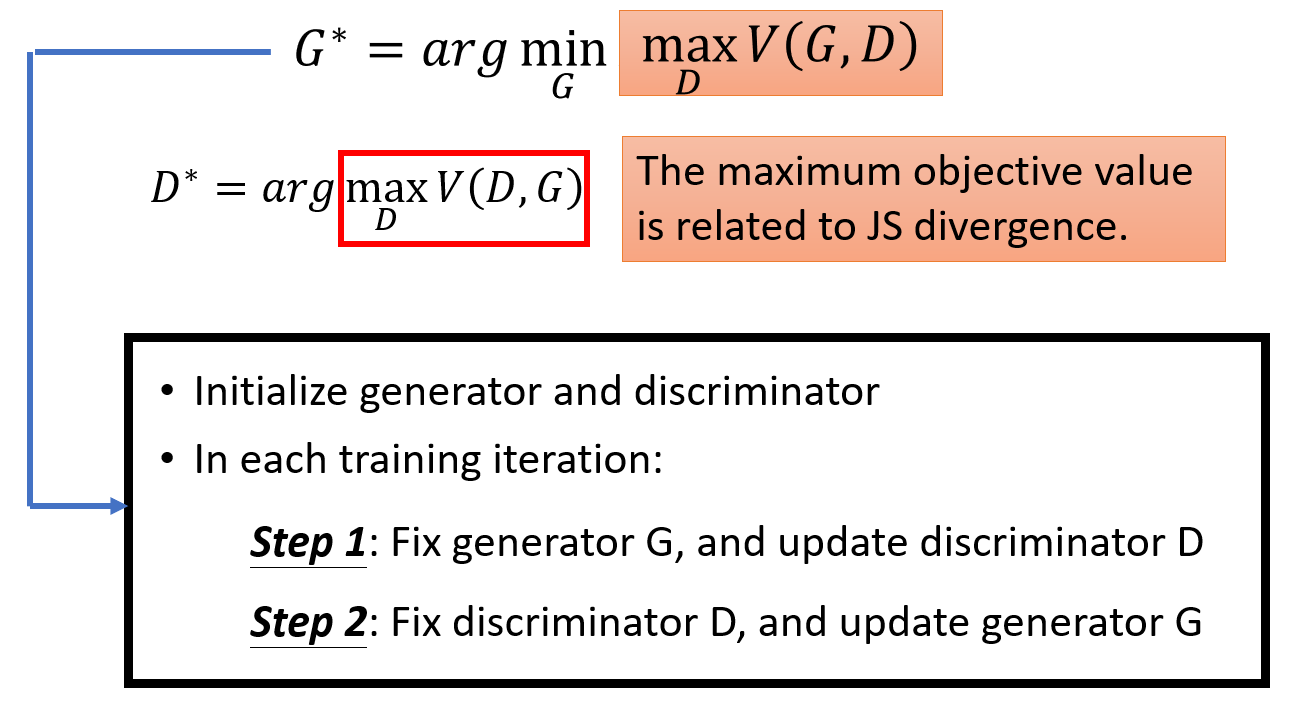 G* = arg min_G max_D V(G, D)
D* = arg max_D V(D, G)
The maximum objective value
is related to JS divergence.
• Initialize generator and discriminator
• In each training iteration:
Step 1: Fix generator G, and update discriminator D
Step 2: Fix discriminator D, and update generator G